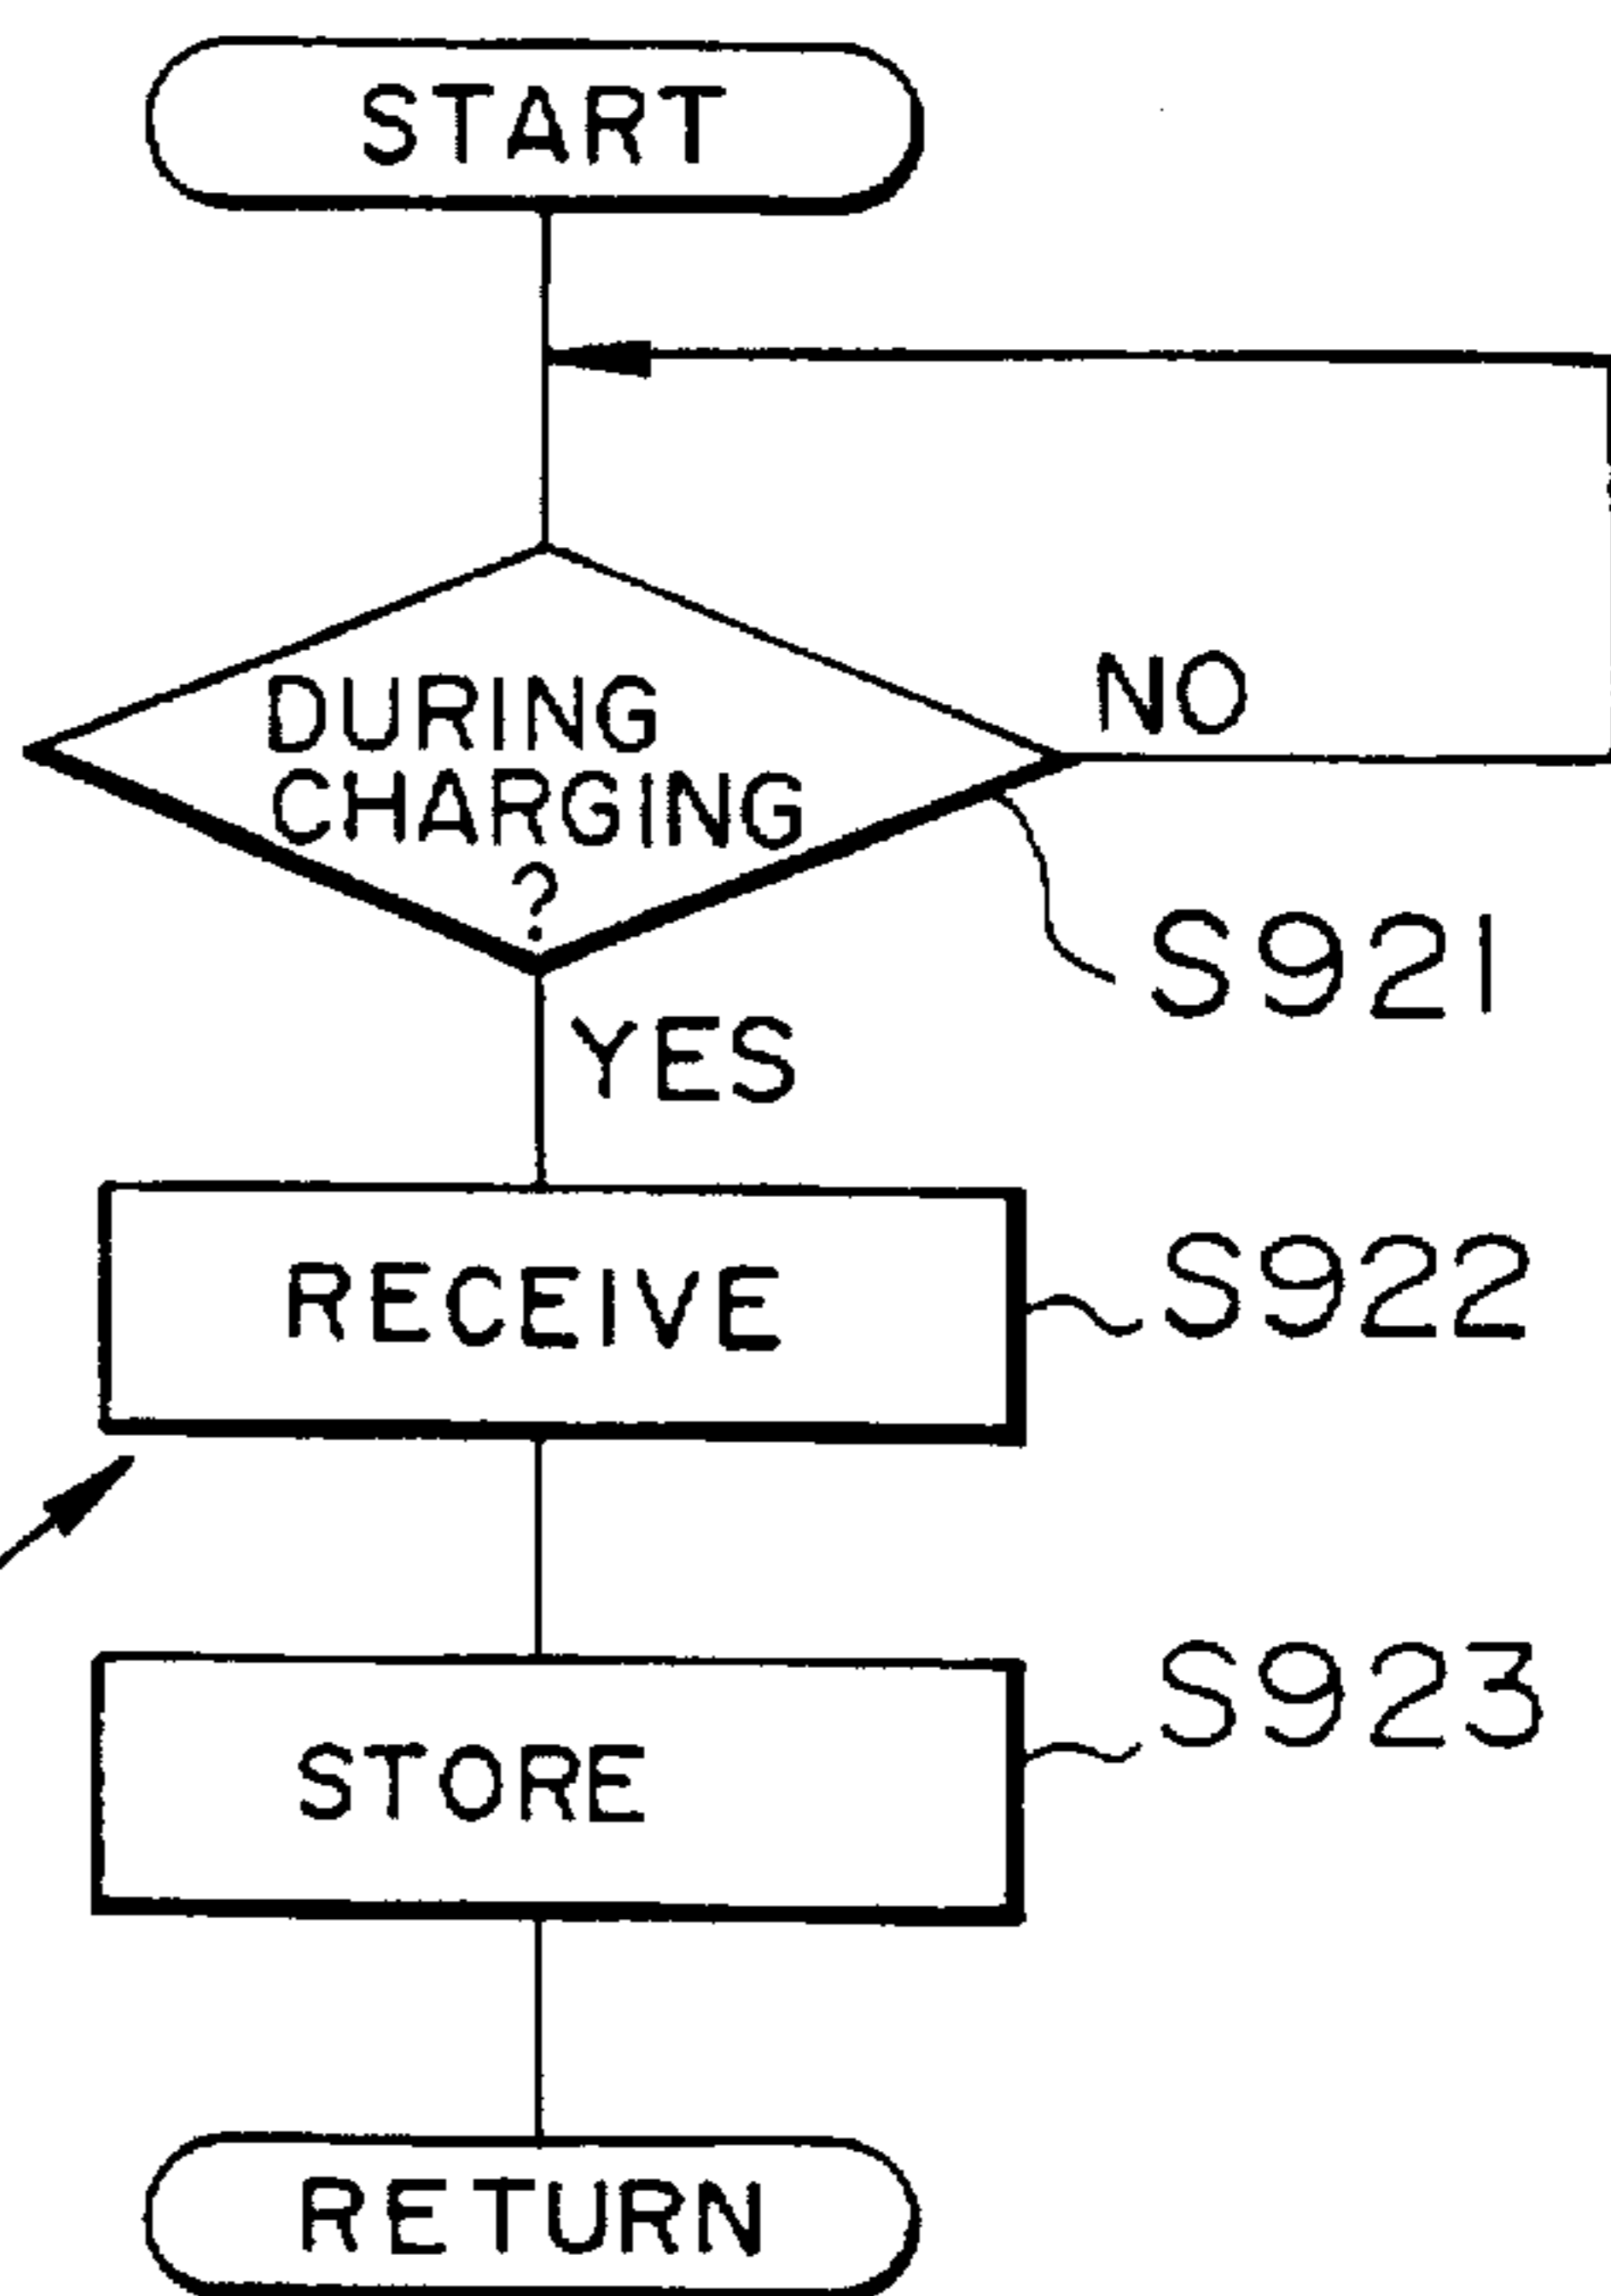 START
DURING
CHARGING
?
NO
S921
YES
RECEIVE
S922
STORE
S923
RETURN